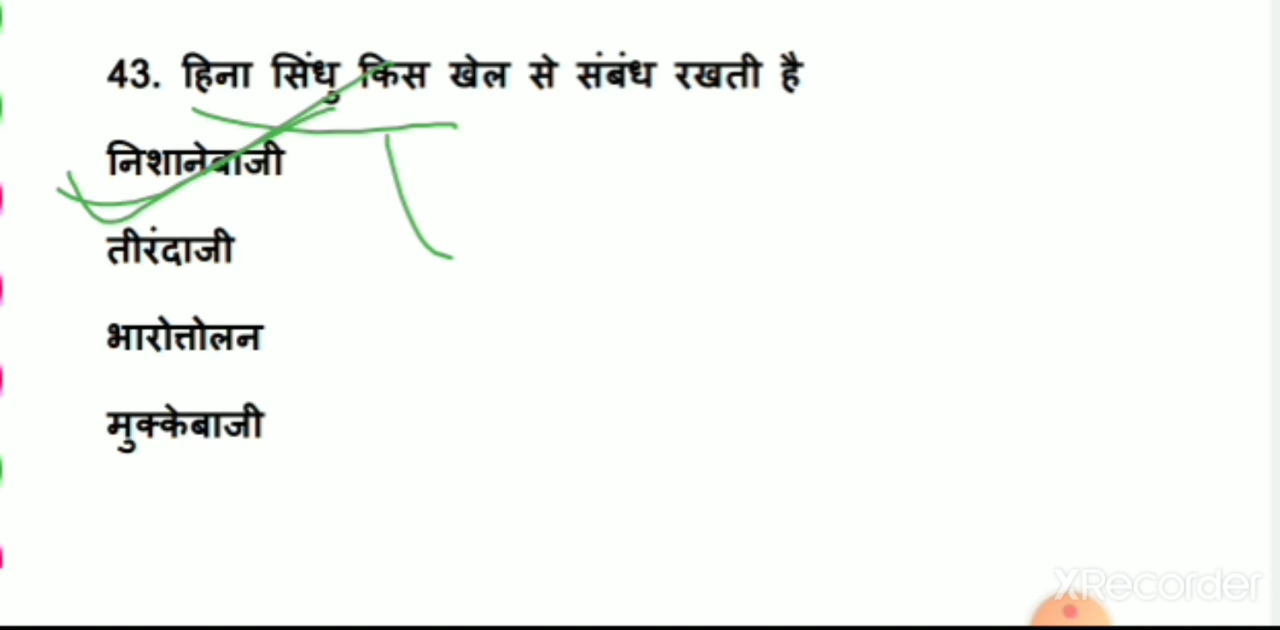 43. हिना सिंधु किस खेल से संबंध रखती है
निशानेबाजी
तीरंदाजी
भारोत्तोलन
मुक्केबाजी
XRecorder